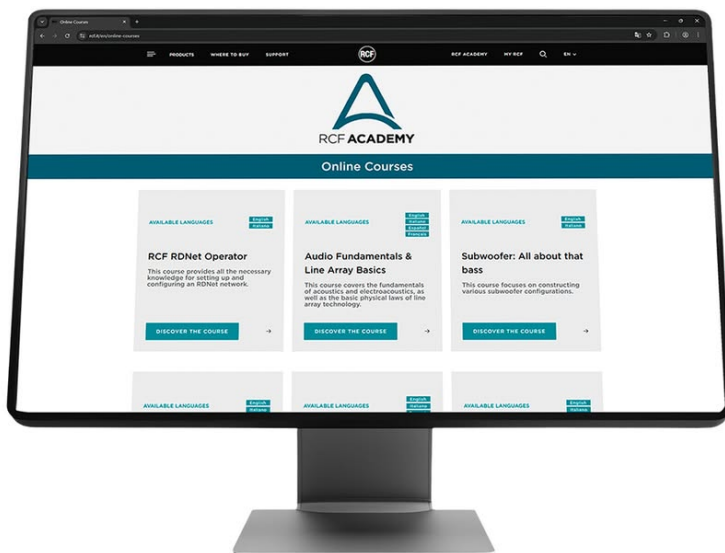 Online Courses
rcf.it/en/online-courses
PRODUCTS WHERE TO BUY SUPPORT RCF RCF ACADEMY MY RCF EN
RCF ACADEMY
Online Courses
AVAILABLE LANGUAGES English
Italiano
RCF RDNet Operator
This course provides all the necessary
knowledge for setting up and
configuring an RDNet network.
DISCOVER THE COURSE
AVAILABLE LANGUAGES English
Italiano
Español
Français
Audio Fundamentals &
Line Array Basics
This course covers the fundamentals
of acoustics and electroacoustics, as
well as the basic physical laws of line
array technology.
DISCOVER THE COURSE
AVAILABLE LANGUAGES English
Italiano
Subwoofer: All about that
bass
This course focuses on constructing
various subwoofer configurations.
DISCOVER THE COURSE
AVAILABLE LANGUAGES English
Italiano
AVAILABLE LANGUAGES English
Italiano
AVAILABLE LANGUAGES English
Italiano